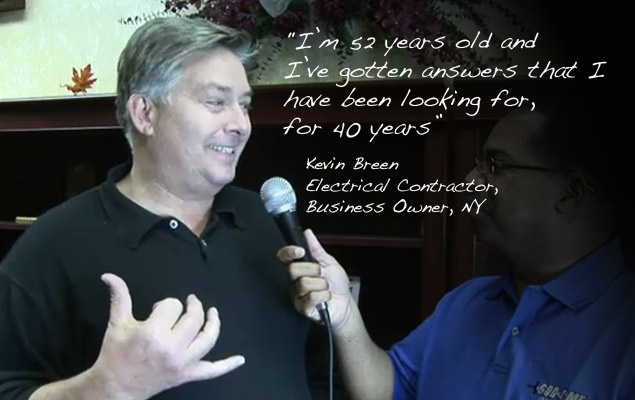 "I'm 52 years old and
I've gotten answers that I
have been looking for,
for 40 years"
Kevin Breen
Electrical Contractor,
Business Owner, NY